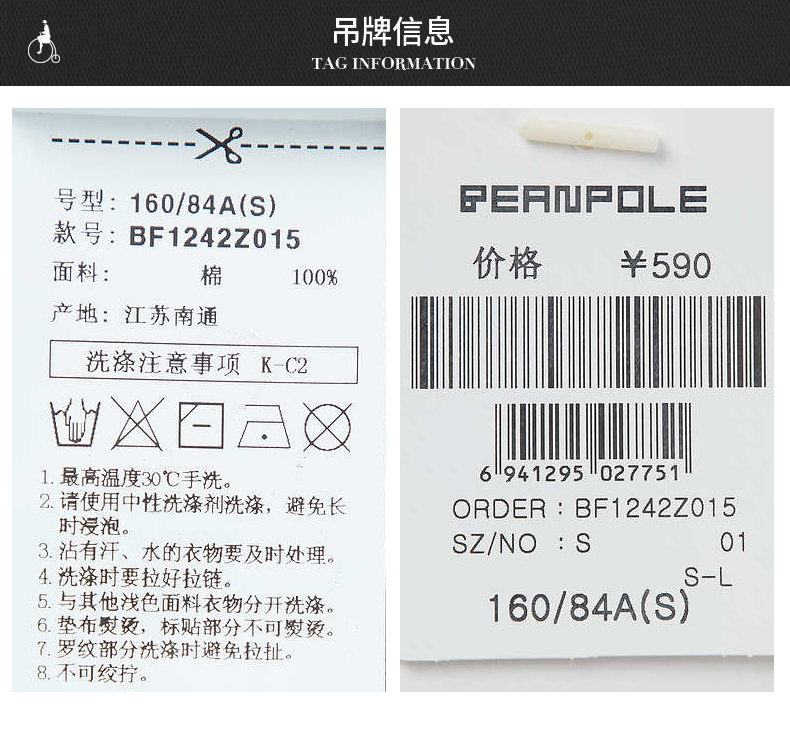 吊牌信息
TAG INFORMATION
号型: 160/84A(S)
款号: BF1242Z015
面料: 棉 100%
产地: 江苏南通
洗涤注意事项 K-C2
1. 最高温度30℃手洗。
2. 请使用中性洗涤剂洗涤，避免长
时浸泡。
3. 沾有汗、水的衣物要及时处理。
4. 洗涤时要拉好拉链。
5. 与其他浅色面料衣物分开洗涤。
6. 垫布熨烫，标贴部分不可熨烫。
7. 罗纹部分洗涤时避免拉扯。
8. 不可绞拧。
BEANPOLE
价格 ¥590
6 941295 027751
ORDER : BF1242Z015
SZ/NO : S 01
S-L
160/84A(S)